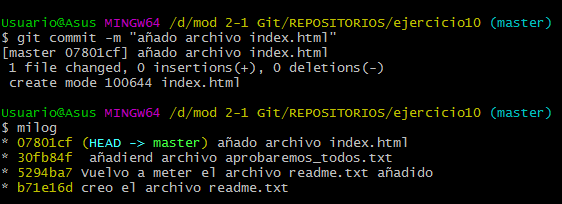 Usuario@Asus MINGW64 /d/mod 2-1 Git/REPOSITORIOS/ejercicio10 (master)
$ git commit -m "añado archivo index.html"
[master 07801cf] añado archivo index.html
1 file changed, 0 insertions(+), 0 deletions(-)
create mode 100644 index.html
Usuario@Asus MINGW64 /d/mod 2-1 Git/REPOSITORIOS/ejercicio10 (master)
$ milog
* 07801cf (HEAD -> master) añado archivo index.html
* 30fb84f  añadiend archivo aprobaremos_todos.txt
* 5294ba7 Vuelvo a meter el archivo readme.txt añadido
* b71e16d creo el archivo readme.txt